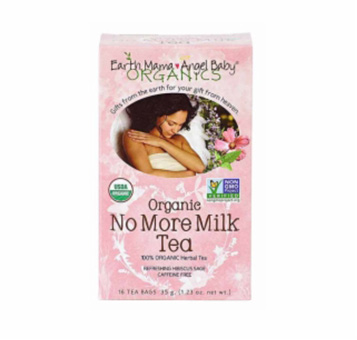 Earth Mama ♥ Angel Baby®
ORGANICS
Gifts from the earth for your gift from heaven
USDA
ORGANIC
NON
GMO
VERIFIED
Organic
No More Milk
Tea
100% ORGANIC Herbal Tea
REFRESHING HIBISCUS SAGE
CAFFEINE FREE
16 TEA BAGS 35 g. (1.23 oz. net wt.)